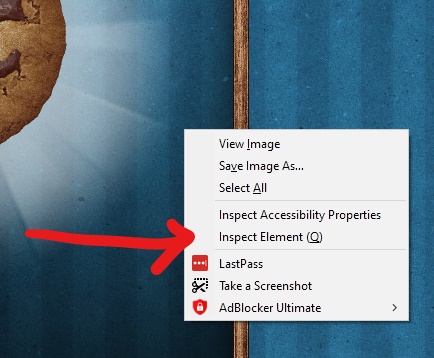 View Image
Save Image As...
Select All
Inspect Accessibility Properties
Inspect Element (Q)
LastPass
Take a Screenshot
AdBlocker Ultimate